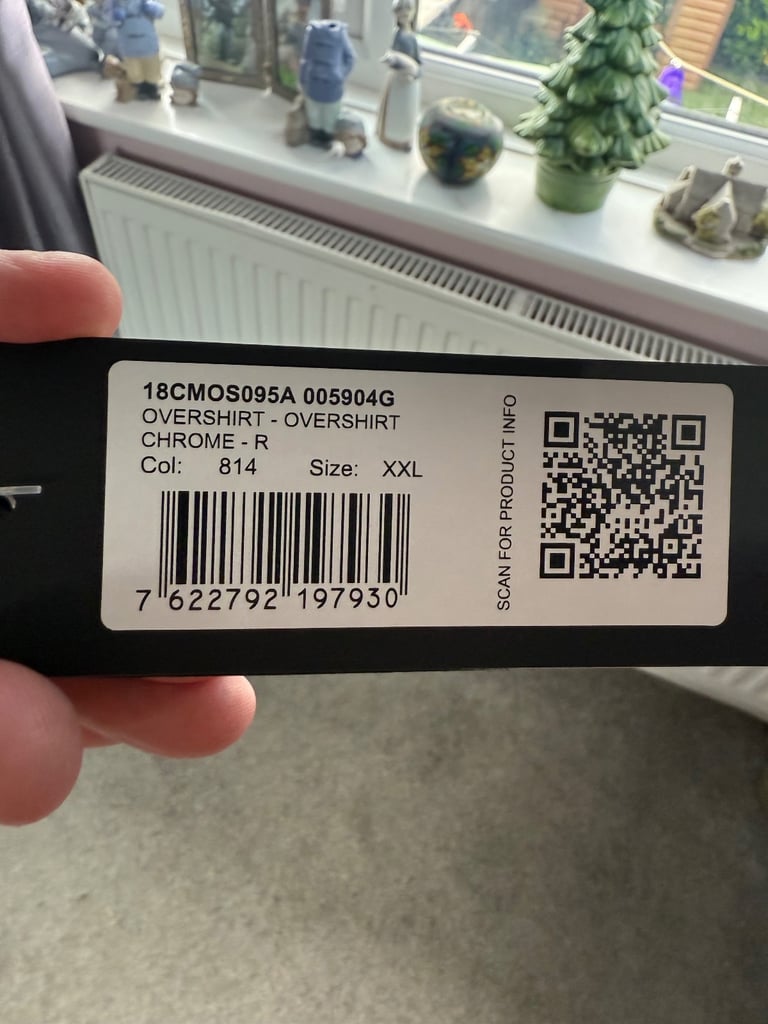 18CMOS095A 005904G
OVERSHIRT - OVERSHIRT
CHROME - R
Col: 814 Size: XXL
7 622792 197930
SCAN FOR PRODUCT INFO